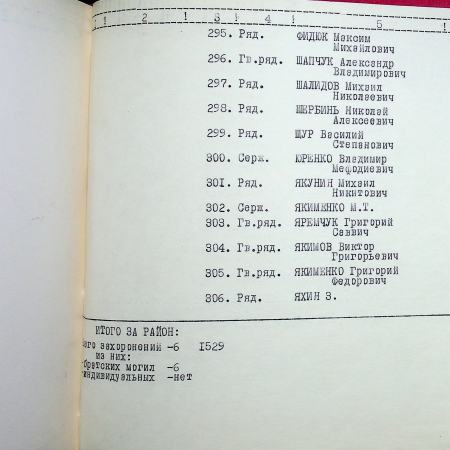 1 ! 2 ! 3 ! 4 ! 5 !
295. Ряд. ФИДЮК Максим
Михайлович
296. Гв.ряд. ШАПЧУК Александр
Владимирович
297. Ряд. ШАЛИДОВ Михаил
Николаевич
298. Ряд. ЩЕРБИНЬ Николай
Алексеевич
299. Ряд. ЩУР Василий
Степанович
300. Серж. ЮРЕНКО Владимир
Мефодиевич
301. Ряд. ЯКУНИН Михаил
Никитович
302. Серж. ЯКИМЕНКО М.Т.
303. Гв.ряд. ЯРЕМЧУК Григорий
Саввич
304. Гв.ряд. ЯКИМОВ Виктор
Григорьевич
305. Гв.ряд. ЯКИМЕНКО Григорий
Федорович
306. Ряд. ЯХИН З.
ИТОГО ЗА РАЙОН:
его захоронений -6 1529
из них:
братских могил -6
индивидуальных -нет